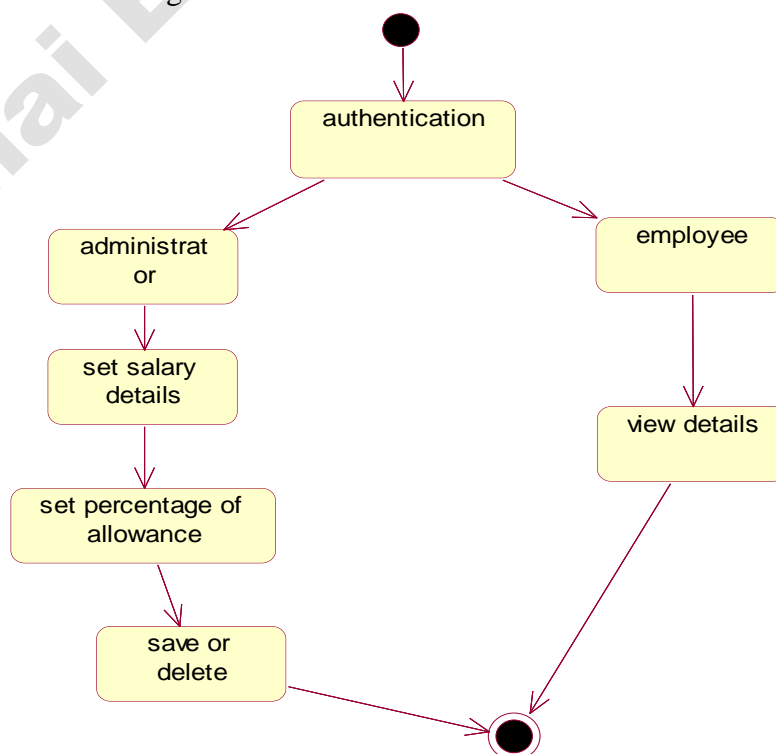 authentication
administrat
or
employee
set salary
details
view details
set percentage of
allowance
save or
delete